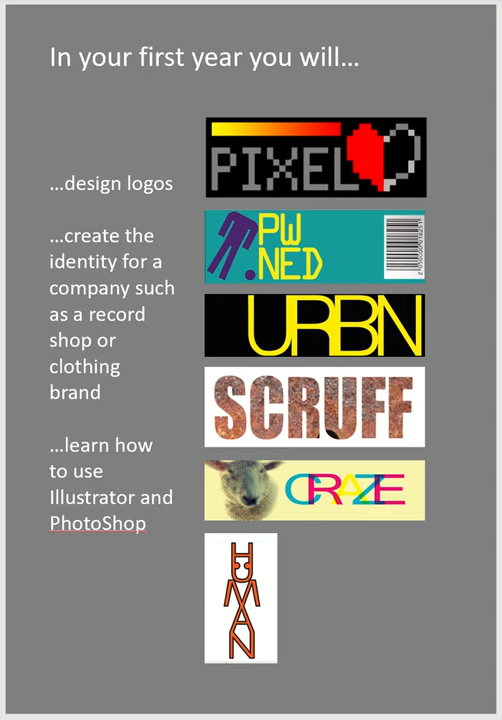 In your first year you will...
...design logos
...create the
identity for a
company such
as a record
shop or
clothing
brand
...learn how
to use
Illustrator and
PhotoShop
PIXEL
PW
NED
URBN
SCRUFF
CRAZE
HUMAN